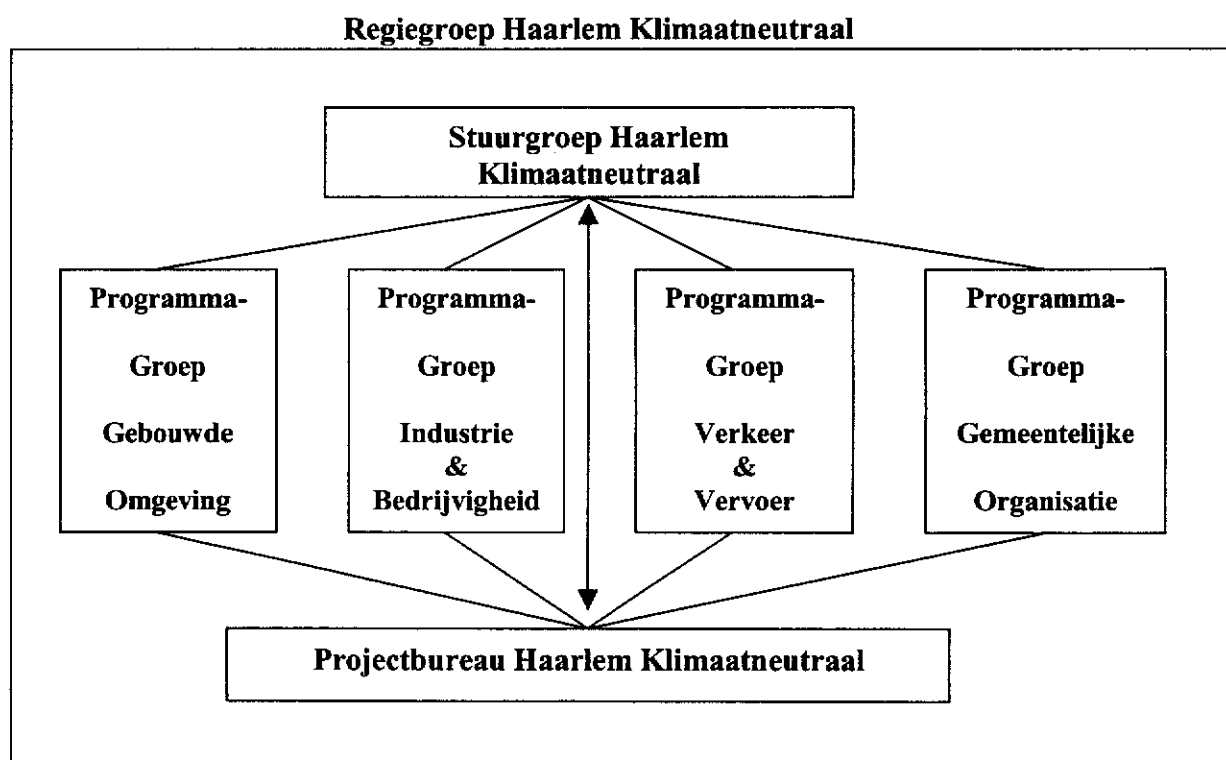 Regiegroep Haarlem Klimaatneutraal
Stuurgroep Haarlem
Klimaatneutraal
Programma-
Groep
Gebouwde
Omgeving
Programma-
Groep
Industrie
&
Bedrijvigheid
Programma-
Groep
Verkeer
&
Vervoer
Programma-
Groep
Gemeentelijke
Organisatie
Projectbureau Haarlem Klimaatneutraal